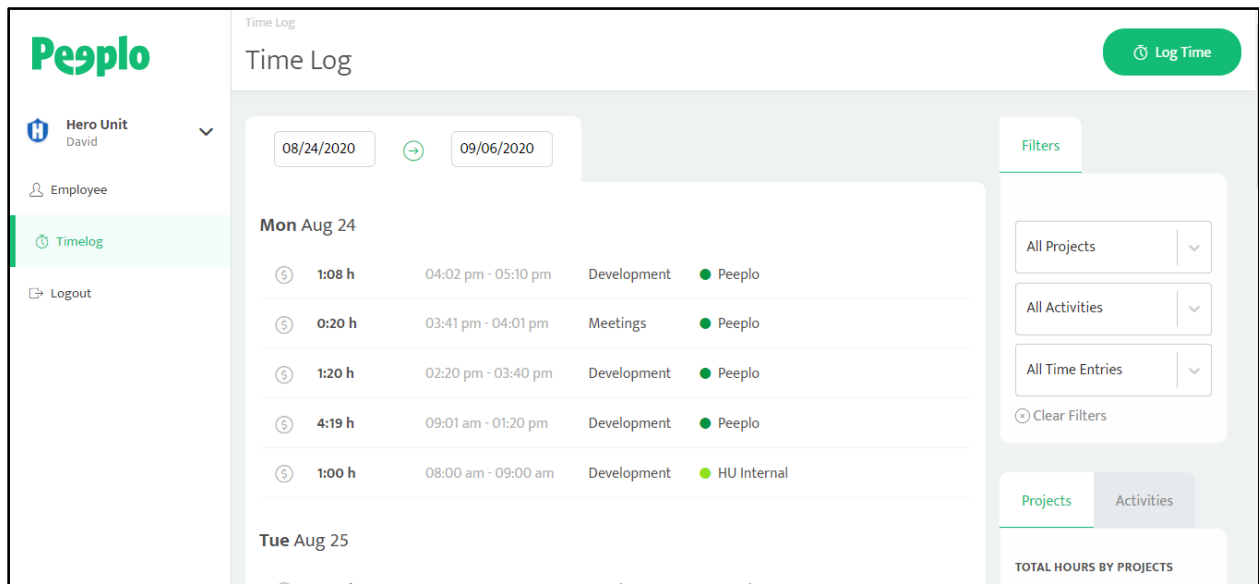 Peeplo
Hero Unit
David
Employee
Timelog
Logout
Time Log
Time Log
Log Time
08/24/2020 09/06/2020
Mon Aug 24
1:08 h 04:02 pm - 05:10 pm Development Peeplo
0:20 h 03:41 pm - 04:01 pm Meetings Peeplo
1:20 h 02:20 pm - 03:40 pm Development Peeplo
4:19 h 09:01 am - 01:20 pm Development Peeplo
1:00 h 08:00 am - 09:00 am Development HU Internal
Tue Aug 25
Filters
All Projects
All Activities
All Time Entries
Clear Filters
Projects Activities
TOTAL HOURS BY PROJECTS